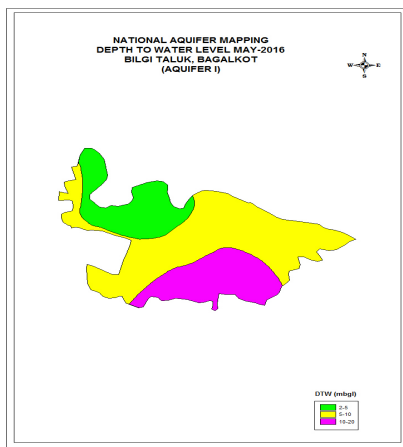 NATIONAL AQUIFER MAPPING
DEPTH TO WATER LEVEL MAY-2016
BILGI TALUK, BAGALKOT
(AQUIFER I)
N
W E
S
DTW (mbgl)
2-5
5-10
10-20